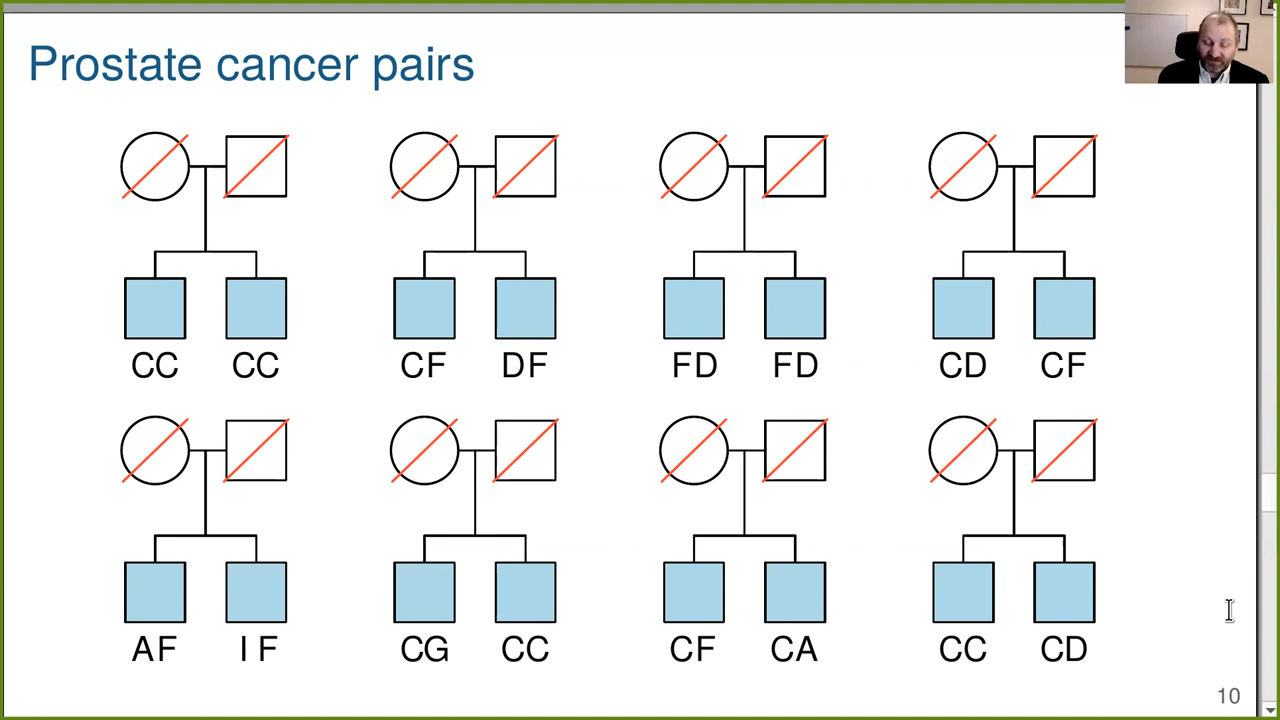 Prostate cancer pairs
CC CC CF DF FD FD CD CF
AF IF CG CC CF CA CC CD
10